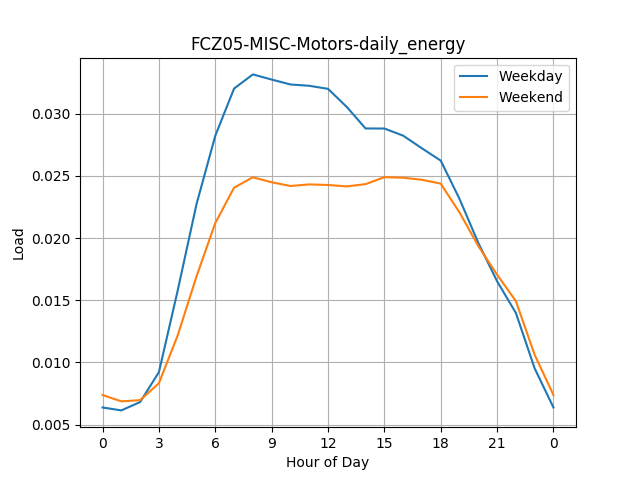 FCZ05-MISC-Motors-daily_energy
Weekday
Weekend
0.030
0.025
0.020
0.015
0.010
0.005
Load
0 3 6 9 12 15 18 21 0
Hour of Day